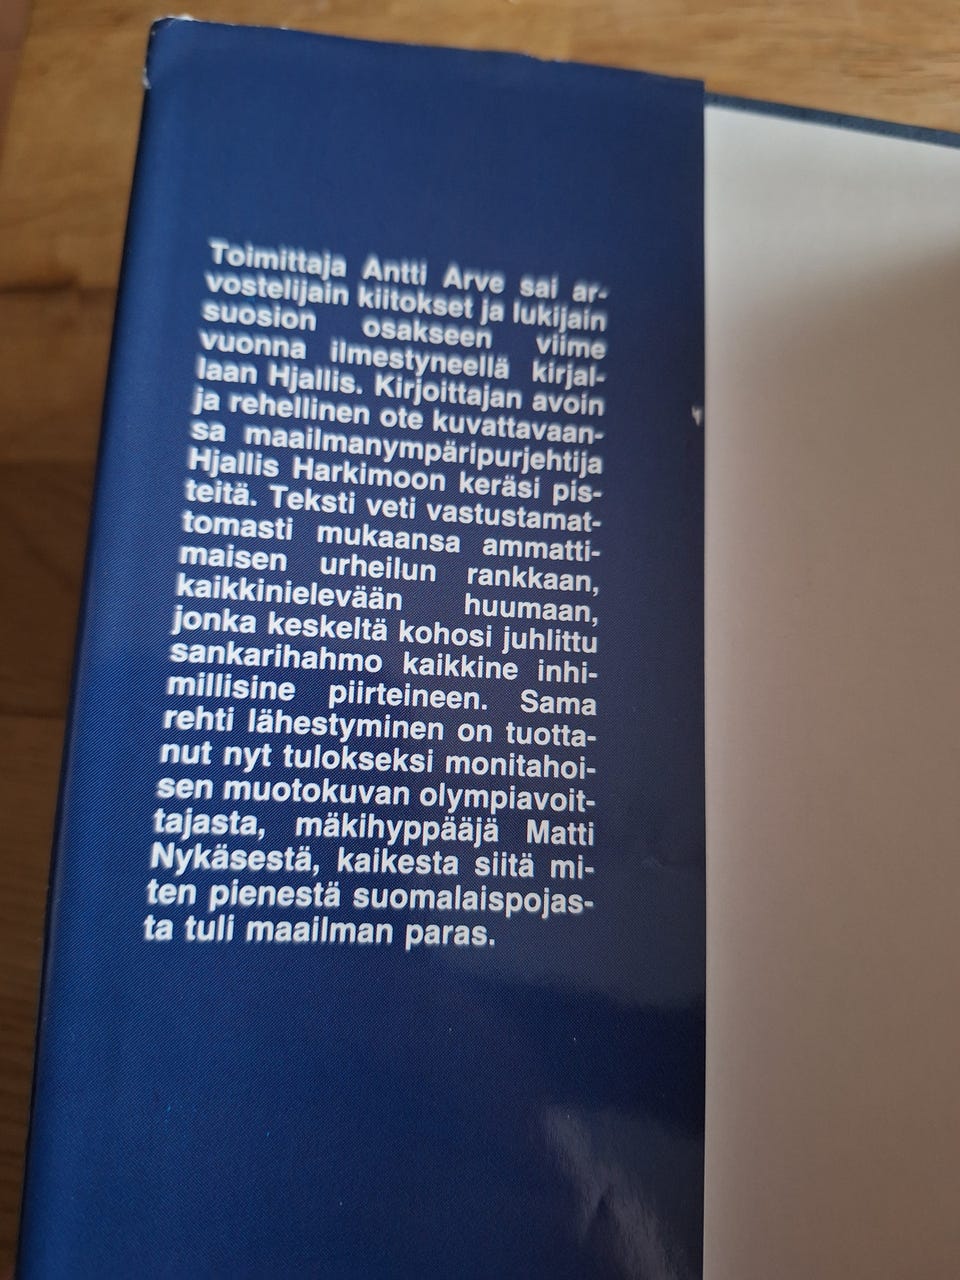 Toimittaja Antti Arve sai ar-
vostelijain kiitokset ja lukijain
suosion osakseen viime
vuonna ilmestyneellä kirjal-
laan Hjallis. Kirjoittajan avoin
ja rehellinen ote kuvattavaan-
sa maailmanympäripurjehtija
Hjallis Harkimoon keräsi pis-
teitä. Teksti veti vastustamat-
tomasti mukaansa ammatti-
maisen urheilun rankkaan,
kaikkinielevään huumaan,
jonka keskeltä kohosi juhlittu
sankarihahmo kaikkine inhi-
millisine piirteineen. Sama
rehti lähestyminen on tuotta-
nut nyt tulokseksi monitahoi-
sen muotokuvan olympiavoit-
tajasta, mäkihyppääjä Matti
Nykäsestä, kaikesta siitä mi-
ten pienestä suomalaispojas-
ta tuli maailman paras.